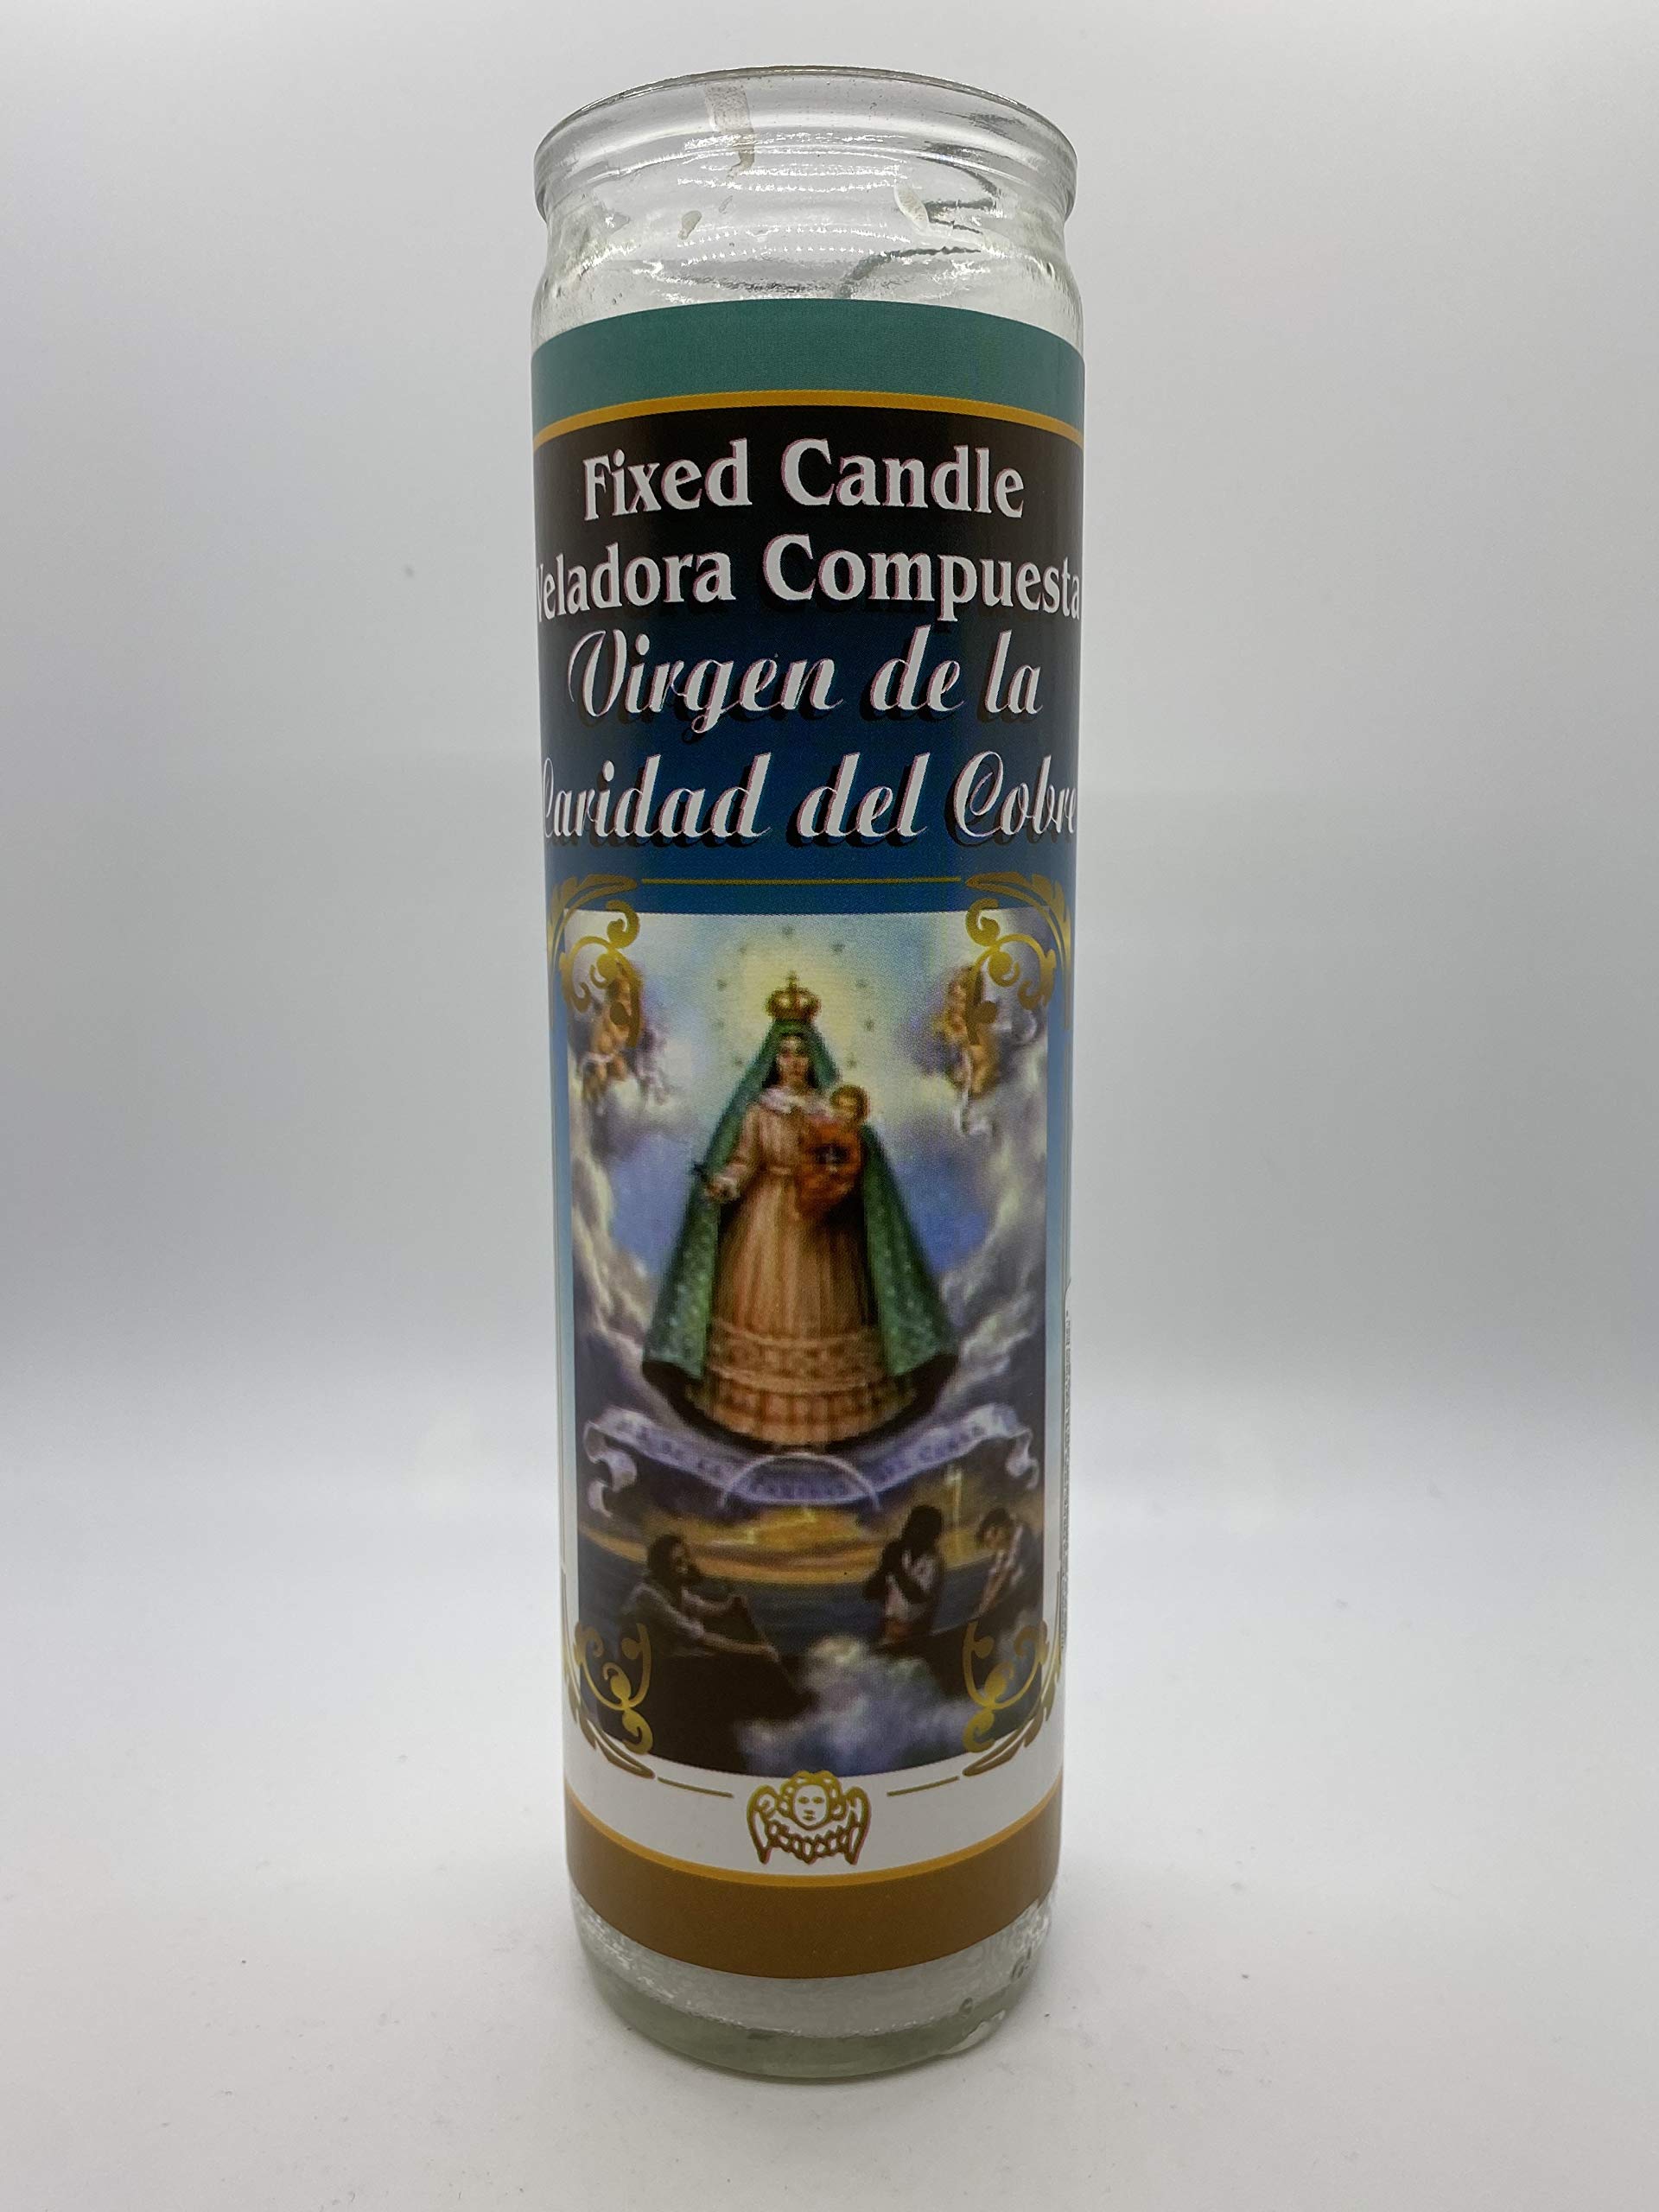 Fixed Candle
Veladora Compuesta
Virgen de la
Caridad del Cobre